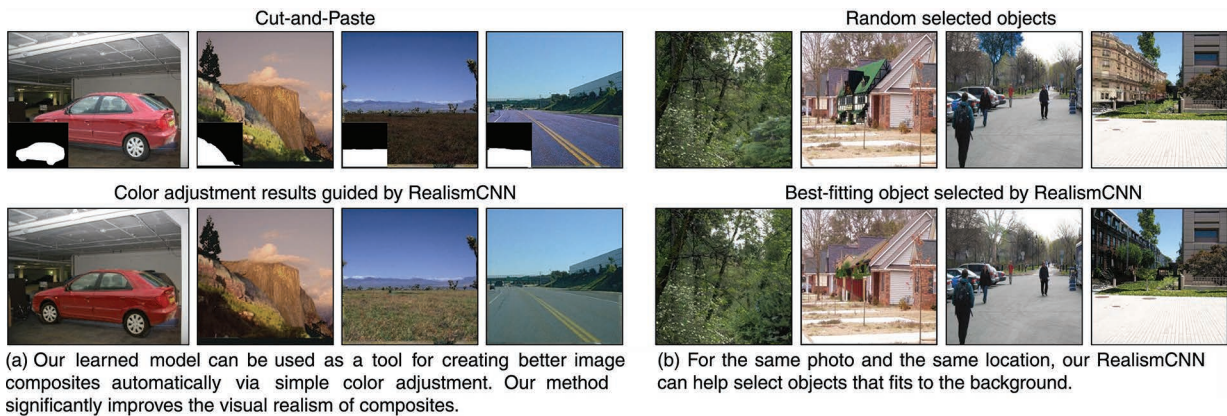 Cut-and-Paste
Color adjustment results guided by RealismCNN
(a) Our learned model can be used as a tool for creating better image
composites automatically via simple color adjustment. Our method
significantly improves the visual realism of composites.
Random selected objects
Best-fitting object selected by RealismCNN
(b) For the same photo and the same location, our RealismCNN
can help select objects that fits to the background.